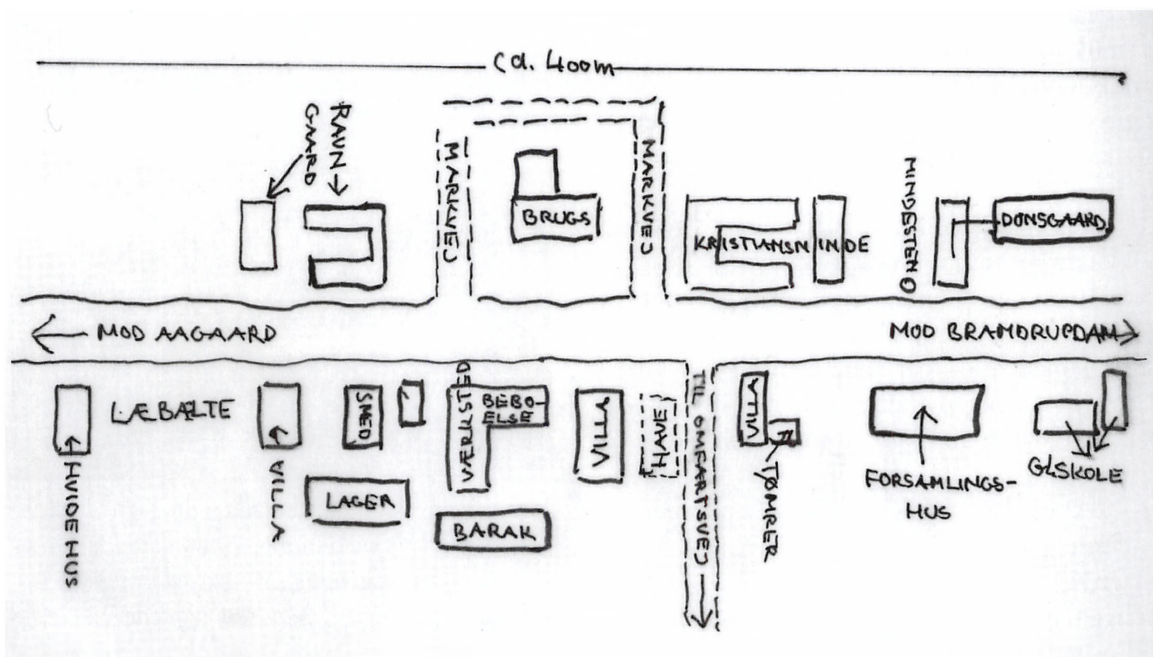 ca. 400m
RAVN
GAARD
MARKVEJ
BRUGS
MARKVEJ
KRISTIANSMINDE
MINDESTEN
DONSGAARD
MOD AAGAARD
MOD BRAMDRUPDAM
HVIDE HUS
LÆBÆLTE
VILLA
SMED
LAGER
VÆRKSTED
BEBO-
ELSE
BARAK
VILLA
HAVE
TIL OMFARTSVEJ
VILLA
TØMRER
FORSAMLINGS-
HUS
GL SKOLE